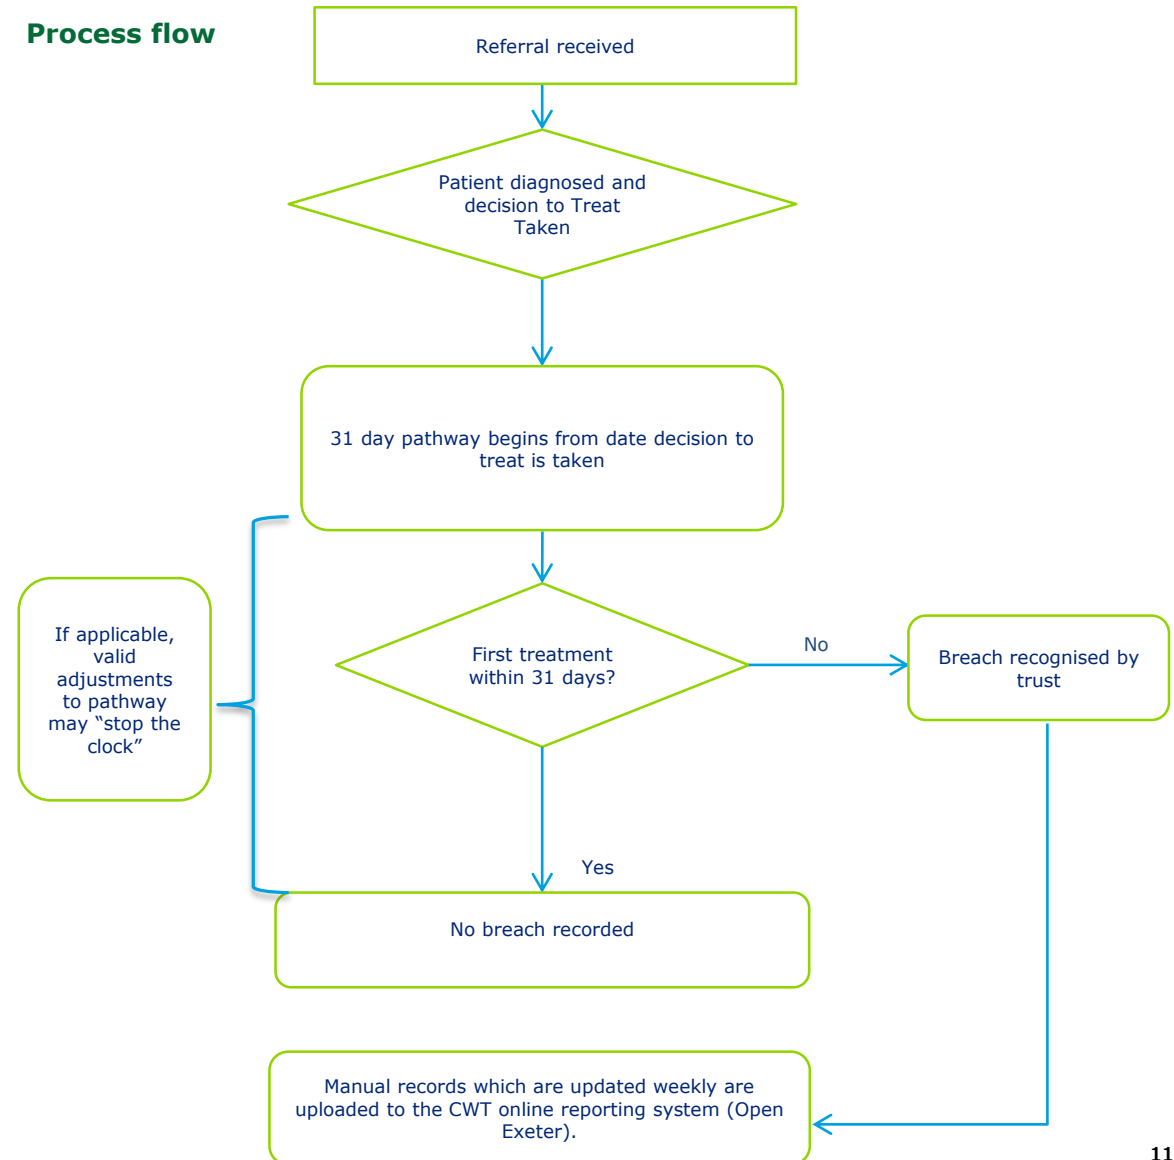 Process flow
Referral received
Patient diagnosed and
decision to Treat
Taken
31 day pathway begins from date decision to
treat is taken
If applicable,
valid
adjustments
to pathway
may “stop the
clock”
First treatment
within 31 days?
No
Breach recognised by
trust
Yes
No breach recorded
Manual records which are updated weekly are
uploaded to the CWT online reporting system (Open
Exeter).
11